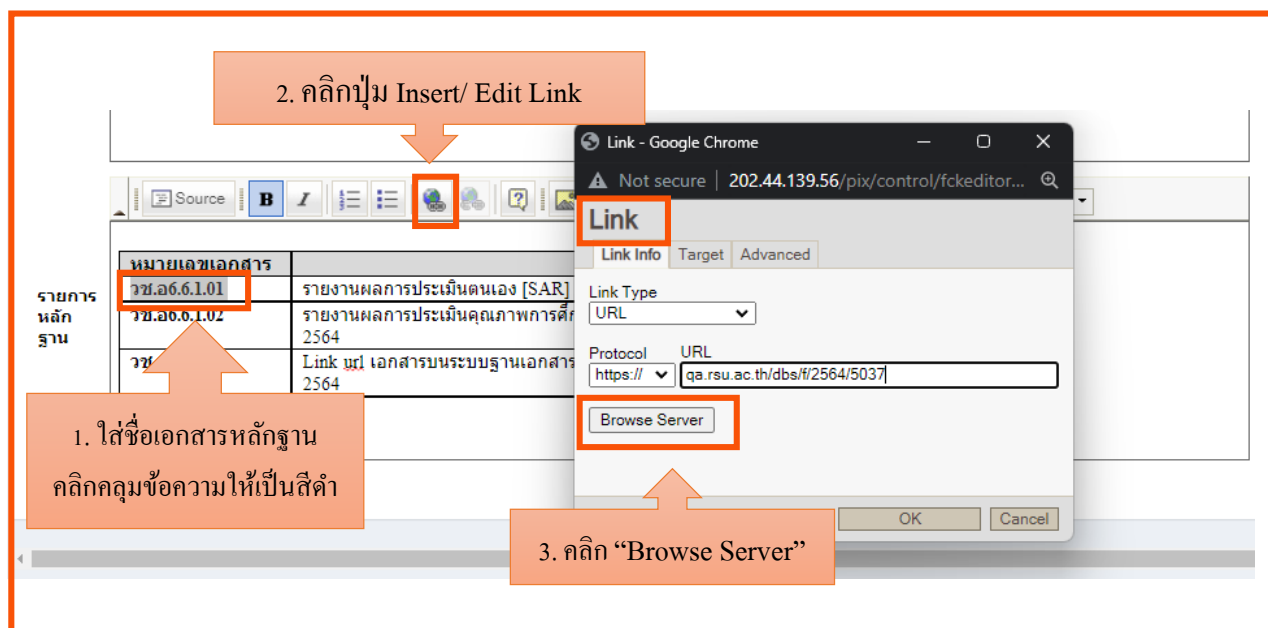 2. คลิกปุ่ม Insert/ Edit Link
Link - Google Chrome
Not secure | 202.44.139.56/pix/control/fckeditor...
Source B I
Link
Link Info Target Advanced
หมายเลขเอกสาร
รายการ
หลัก
ฐาน
วช.อ6.6.1.01 รายงานผลการประเมินตนเอง [SAR]
วช.อ6.6.1.02 รายงานผลการประเมินคุณภาพการศึก
2564
วช Link url เอกสารบนระบบฐานเอกสาร
2564
Link Type
URL
Protocol URL
https:// qa.rsu.ac.th/dbs/f/2564/5037
Browse Server
1. ใส่ชื่อเอกสารหลักฐาน
คลิกคลุมข้อความให้เป็นสีดำ
OK Cancel
3. คลิก “Browse Server”